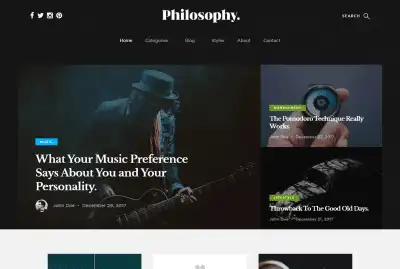 Philosophy.
SEARCH
Home Categories Blog Styles About Contact
MUSIC
What Your Music Preference
Says About You and Your
Personality.
John Doe • December 29, 2017
MANAGEMENT
The Pomodoro Technique Really
Works.
John Doe • December 27, 2017
LIFESTYLE
Throwback To The Good Old Days.
John Doe • December 21, 2017